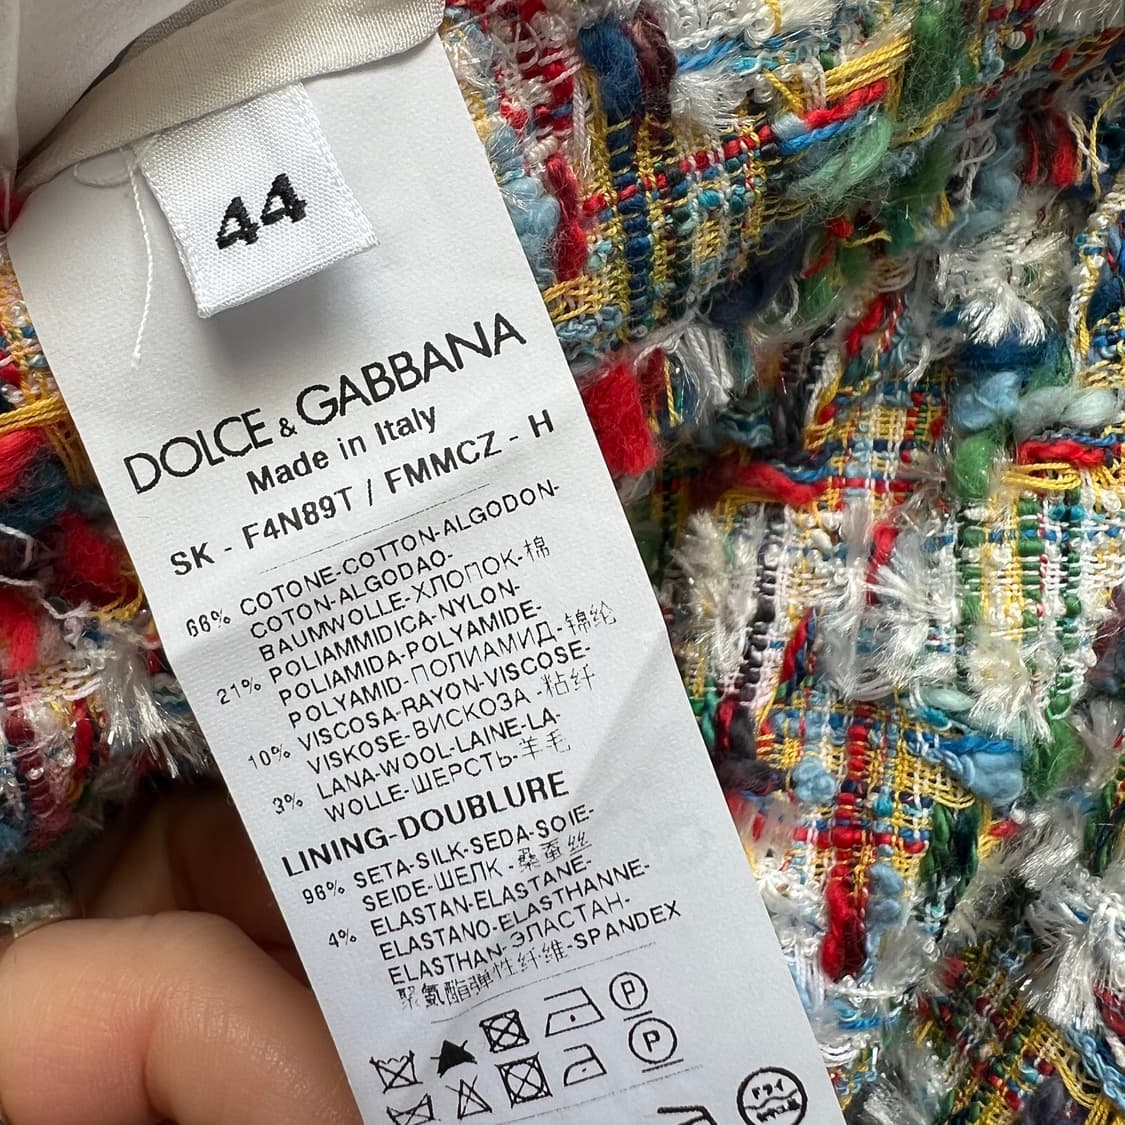 44
DOLCE & GABBANA
Made in Italy
SK - F4N89T / FMMCZ - H
66% COTONE-COTTON-ALGODON-
COTON-ALGODAO-
BAUMWOLLE-ХЛОПОК-棉
21% POLIAMMIDICA-NYLON-
POLIAMIDA-POLYAMIDE-
POLYAMID-ПОЛИАМИД-锦纶
10% VISCOSA-RAYON-VISCOSE-
VISKOSE-ВИСКОЗА-粘纤
3% LANA-WOOL-LAINE-LA-
WOLLE-ШЕРСТЬ-羊毛
LINING-DOUBLURE
96% SETA-SILK-SEDA-SOIE-
SEIDE-ШЕЛК-桑蚕丝
4% ELASTAN-ELASTANE-
ELASTANO-ELASTHANNE-
ELASTHAN-ЭЛАСТАН-
聚氨酯弹性纤维-SPANDEX
P
P
ドライ